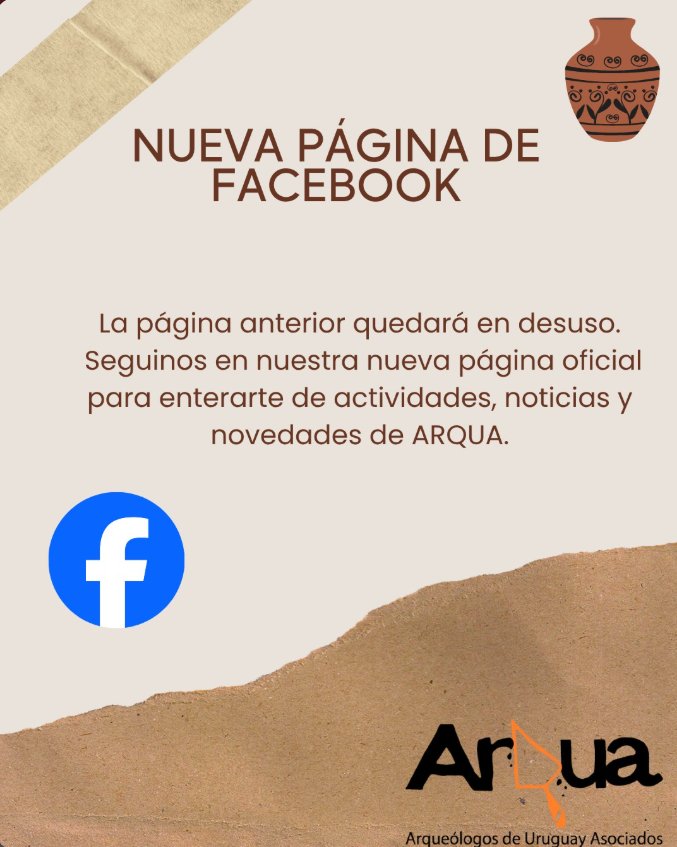 NUEVA PÁGINA DE
FACEBOOK
La página anterior quedará en desuso.
Seguinos en nuestra nueva página oficial
para enterarte de actividades, noticias y
novedades de ARQUA.
f
ArQua
Arqueólogos de Uruguay Asociados